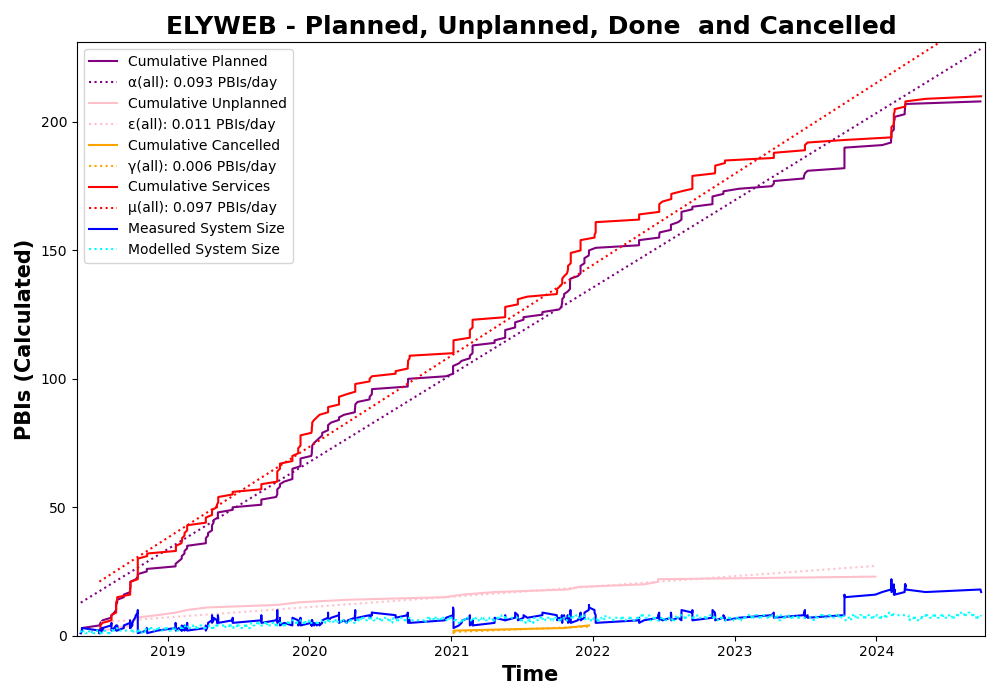 ELYWEB - Planned, Unplanned, Done  and Cancelled
Cumulative Planned
α(all): 0.093 PBIs/day
Cumulative Unplanned
ε(all): 0.011 PBIs/day
Cumulative Cancelled
γ(all): 0.006 PBIs/day
Cumulative Services
μ(all): 0.097 PBIs/day
Measured System Size
Modelled System Size
PBIs (Calculated)
200
150
100
50
0
2019 2020 2021 2022 2023 2024
Time